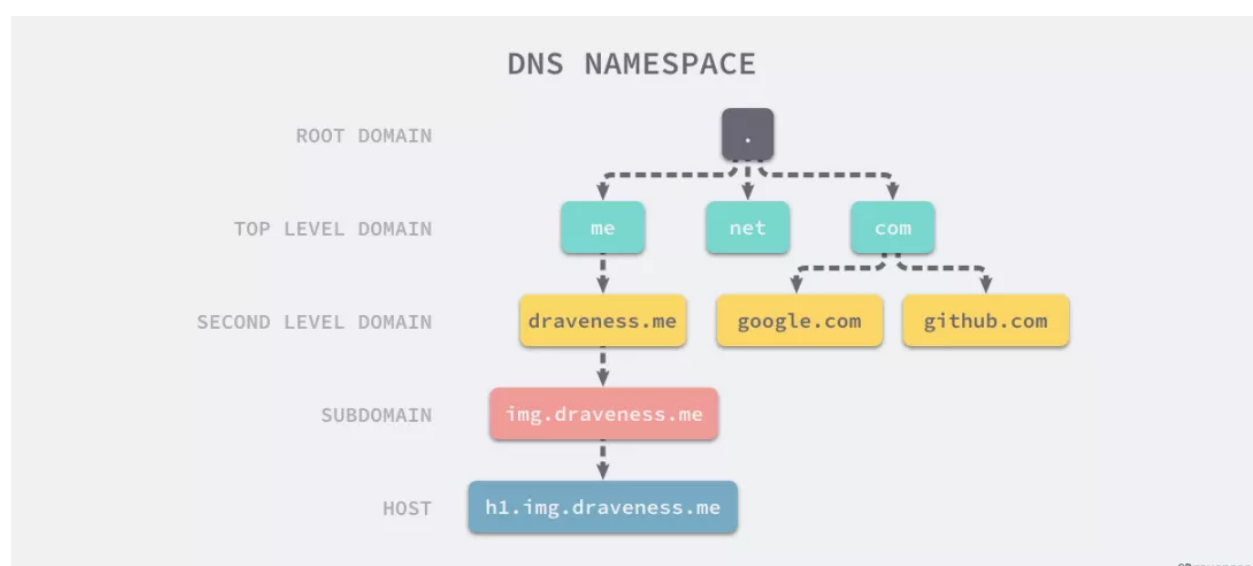 DNS NAMESPACE
ROOT DOMAIN
.
TOP LEVEL DOMAIN
me
net
com
SECOND LEVEL DOMAIN
draveness.me
google.com
github.com
SUBDOMAIN
img.draveness.me
HOST
h1.img.draveness.me